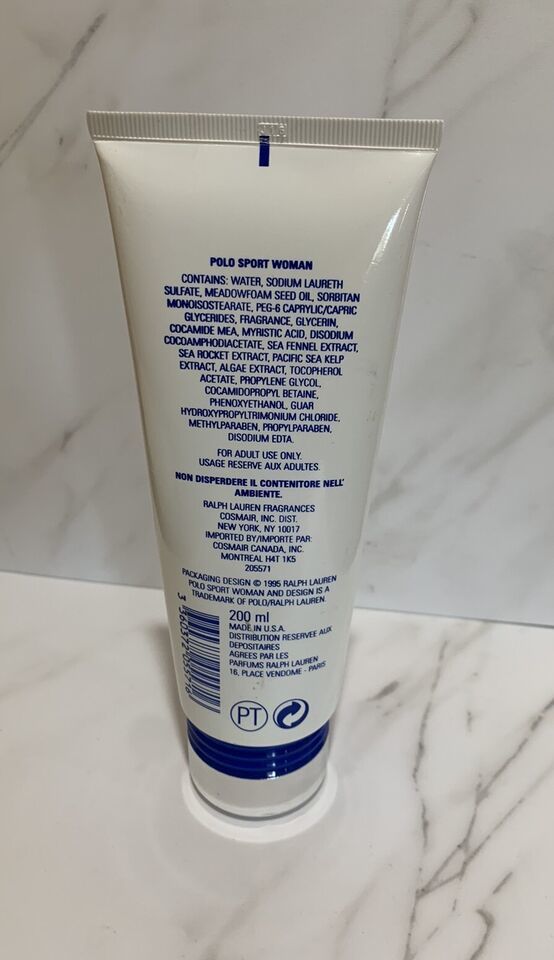 POLO SPORT WOMAN
CONTAINS: WATER, SODIUM LAURETH
SULFATE, MEADOWFOAM SEED OIL, SORBITAN
MONOISOSTEARATE, PEG-6 CAPRYLIC/CAPRIC
GLYCERIDES, FRAGRANCE, GLYCERIN,
COCAMIDE MEA, MYRISTIC ACID, DISODIUM
COCOAMPHODIACETATE, SEA FENNEL EXTRACT,
SEA ROCKET EXTRACT, PACIFIC SEA KELP
EXTRACT, ALGAE EXTRACT, TOCOPHEROL
ACETATE, PROPYLENE GLYCOL,
COCAMIDOPROPYL BETAINE,
PHENOXYETHANOL, GUAR
HYDROXYPROPYLTRIMONIUM CHLORIDE,
METHYLPARABEN, PROPYLPARABEN,
DISODIUM EDTA.
FOR ADULT USE ONLY.
USAGE RESERVE AUX ADULTES.
NON DISPERDERE IL CONTENITORE NELL'
AMBIENTE.
RALPH LAUREN FRAGRANCES
COSMAIR, INC. DIST.
NEW YORK, NY 10017
IMPORTED BY/IMPORTE PAR:
COSMAIR CANADA, INC.
MONTREAL H4T 1K5
205571
PACKAGING DESIGN © 1995 RALPH LAUREN
POLO SPORT WOMAN AND DESIGN IS A
TRADEMARK OF POLO/RALPH LAUREN.
200 ml
MADE IN U.S.A.
DISTRIBUTION RESERVEE AUX
DEPOSITAIRES
AGREES PAR LES
PARFUMS RALPH LAUREN
16, PLACE VENDOME - PARIS
3 360372 055716
PT